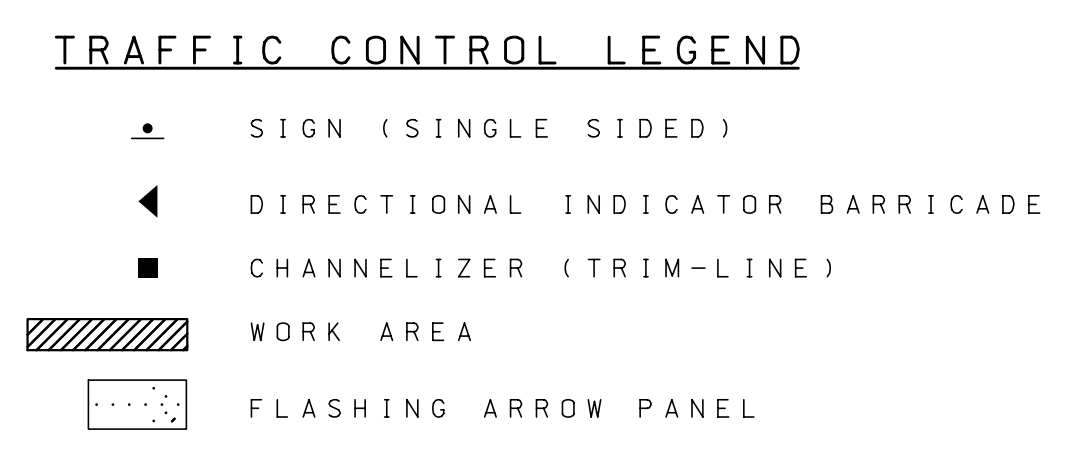 TRAFFIC CONTROL LEGEND
SIGN (SINGLE SIDED)
DIRECTIONAL INDICATOR BARRICADE
CHANNELIZER (TRIM-LINE)
WORK AREA
FLASHING ARROW PANEL